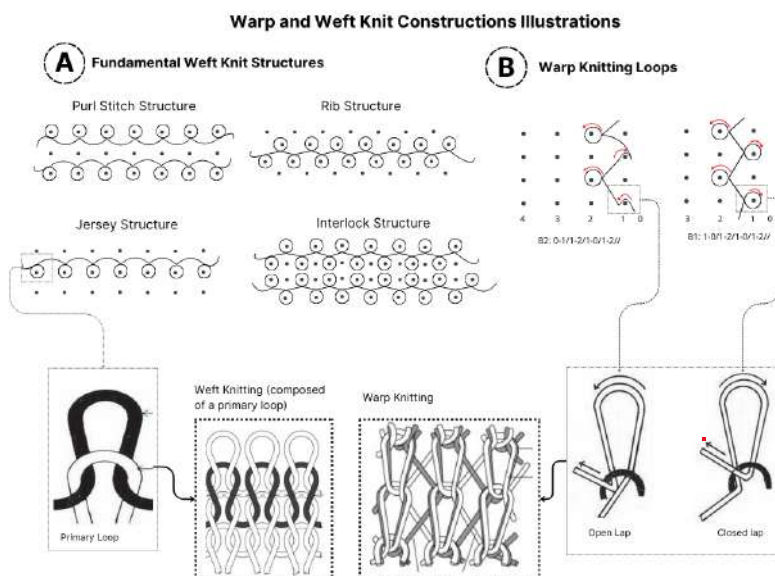 Warp and Weft Knit Constructions Illustrations
A
Fundamental Weft Knit Structures
B
Warp Knitting Loops
Purl Stitch Structure
Rib Structure
Jersey Structure
Interlock Structure
4 3 2 1 0
3 2 1 0
B2: 0-1/1-2/1-0/1-2//
B1: 1-0/1-2/1-0/1-2//
Weft Knitting (composed
of a primary loop)
Warp Knitting
Primary Loop
Open Lap
Closed lap